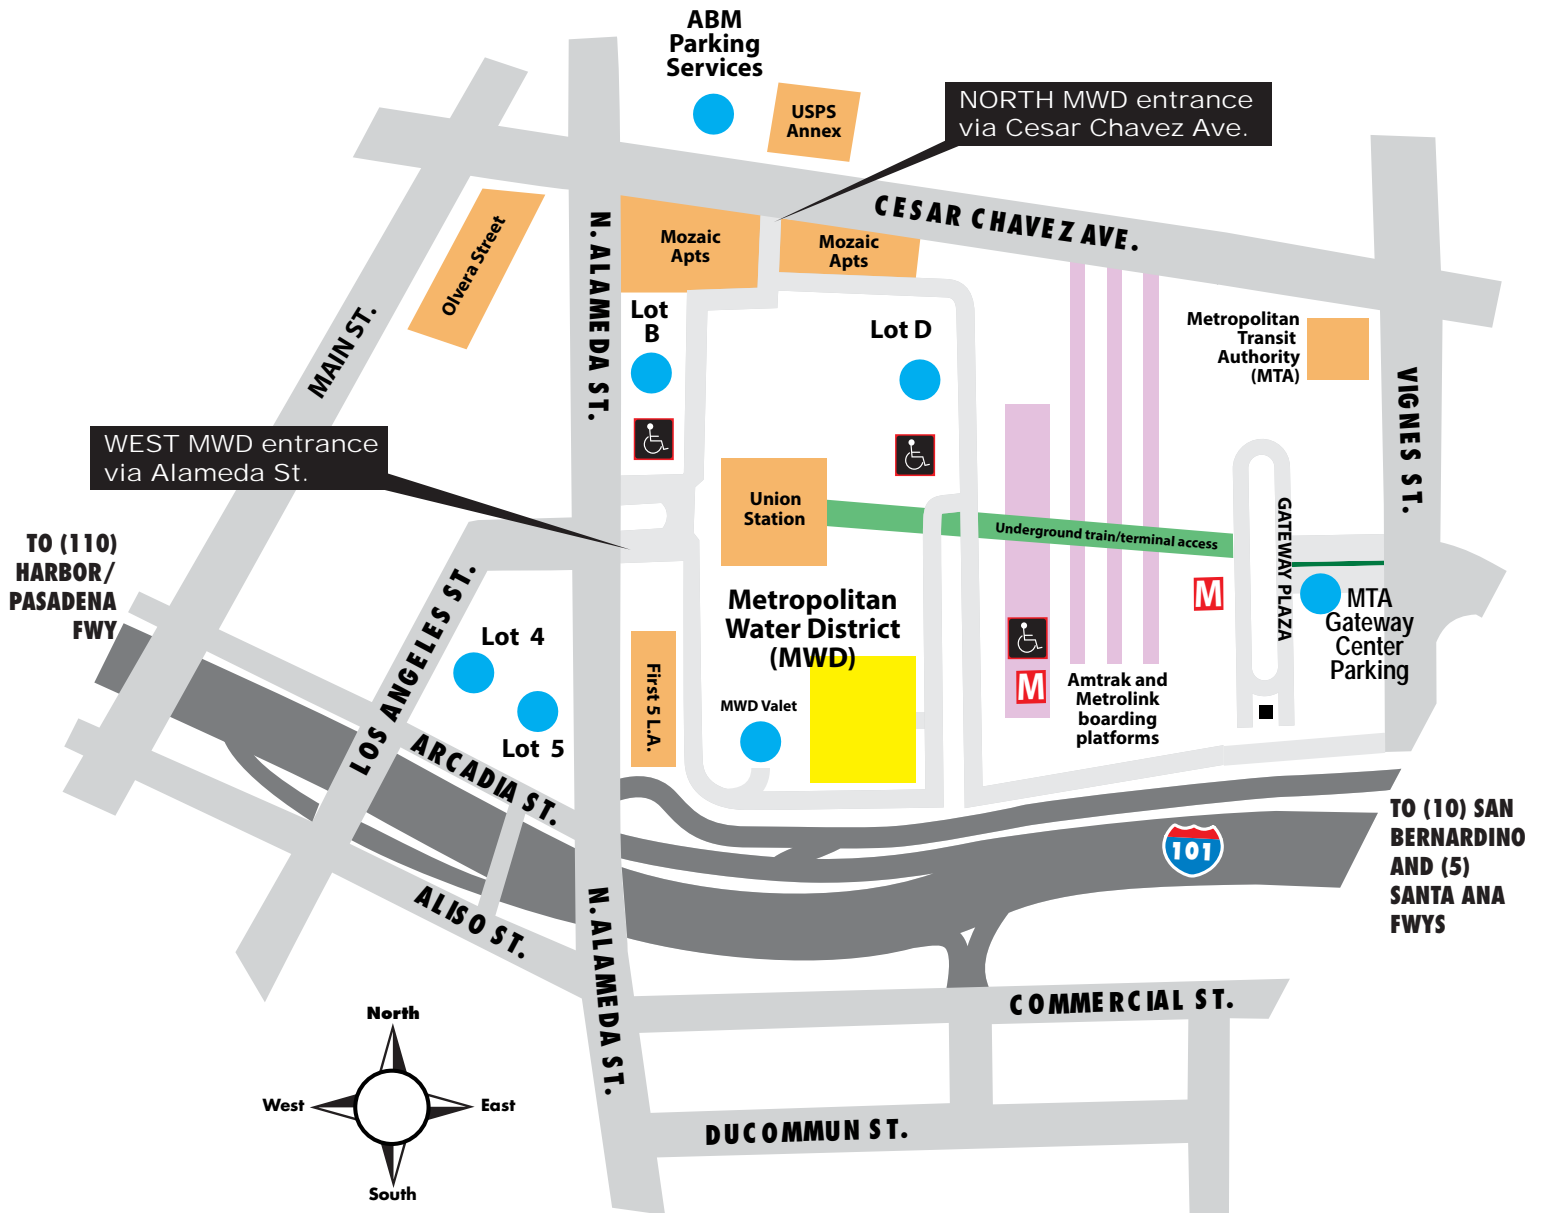 ABM
Parking
Services
USPS
Annex
NORTH MWD entrance
via Cesar Chavez Ave.
CESAR CHAVEZ AVE.
Olvera Street
N. ALAMEDA ST.
Mozaic
Apts
Mozaic
Apts
MAIN ST.
Lot
B
Lot D
Metropolitan
Transit
Authority
(MTA)
VIGNES ST.
WEST MWD entrance
via Alameda St.
Union
Station
Underground train/terminal access
GATEWAY PLAZA
TO (110)
HARBOR/
PASADENA
FWY
LOS ANGELES ST.
Metropolitan
Water District
(MWD)
M
MTA
Gateway
Center
Parking
Lot 4
Lot 5
First 5 L.A.
MWD Valet
M
Amtrak and
Metrolink
boarding
platforms
ARCADIA ST.
TO (10) SAN
BERNARDINO
AND (5)
SANTA ANA
FWYS
101
ALISO ST.
N. ALAMEDA ST.
COMMERCIAL ST.
DUCOMMUN ST.
North
West
East
South